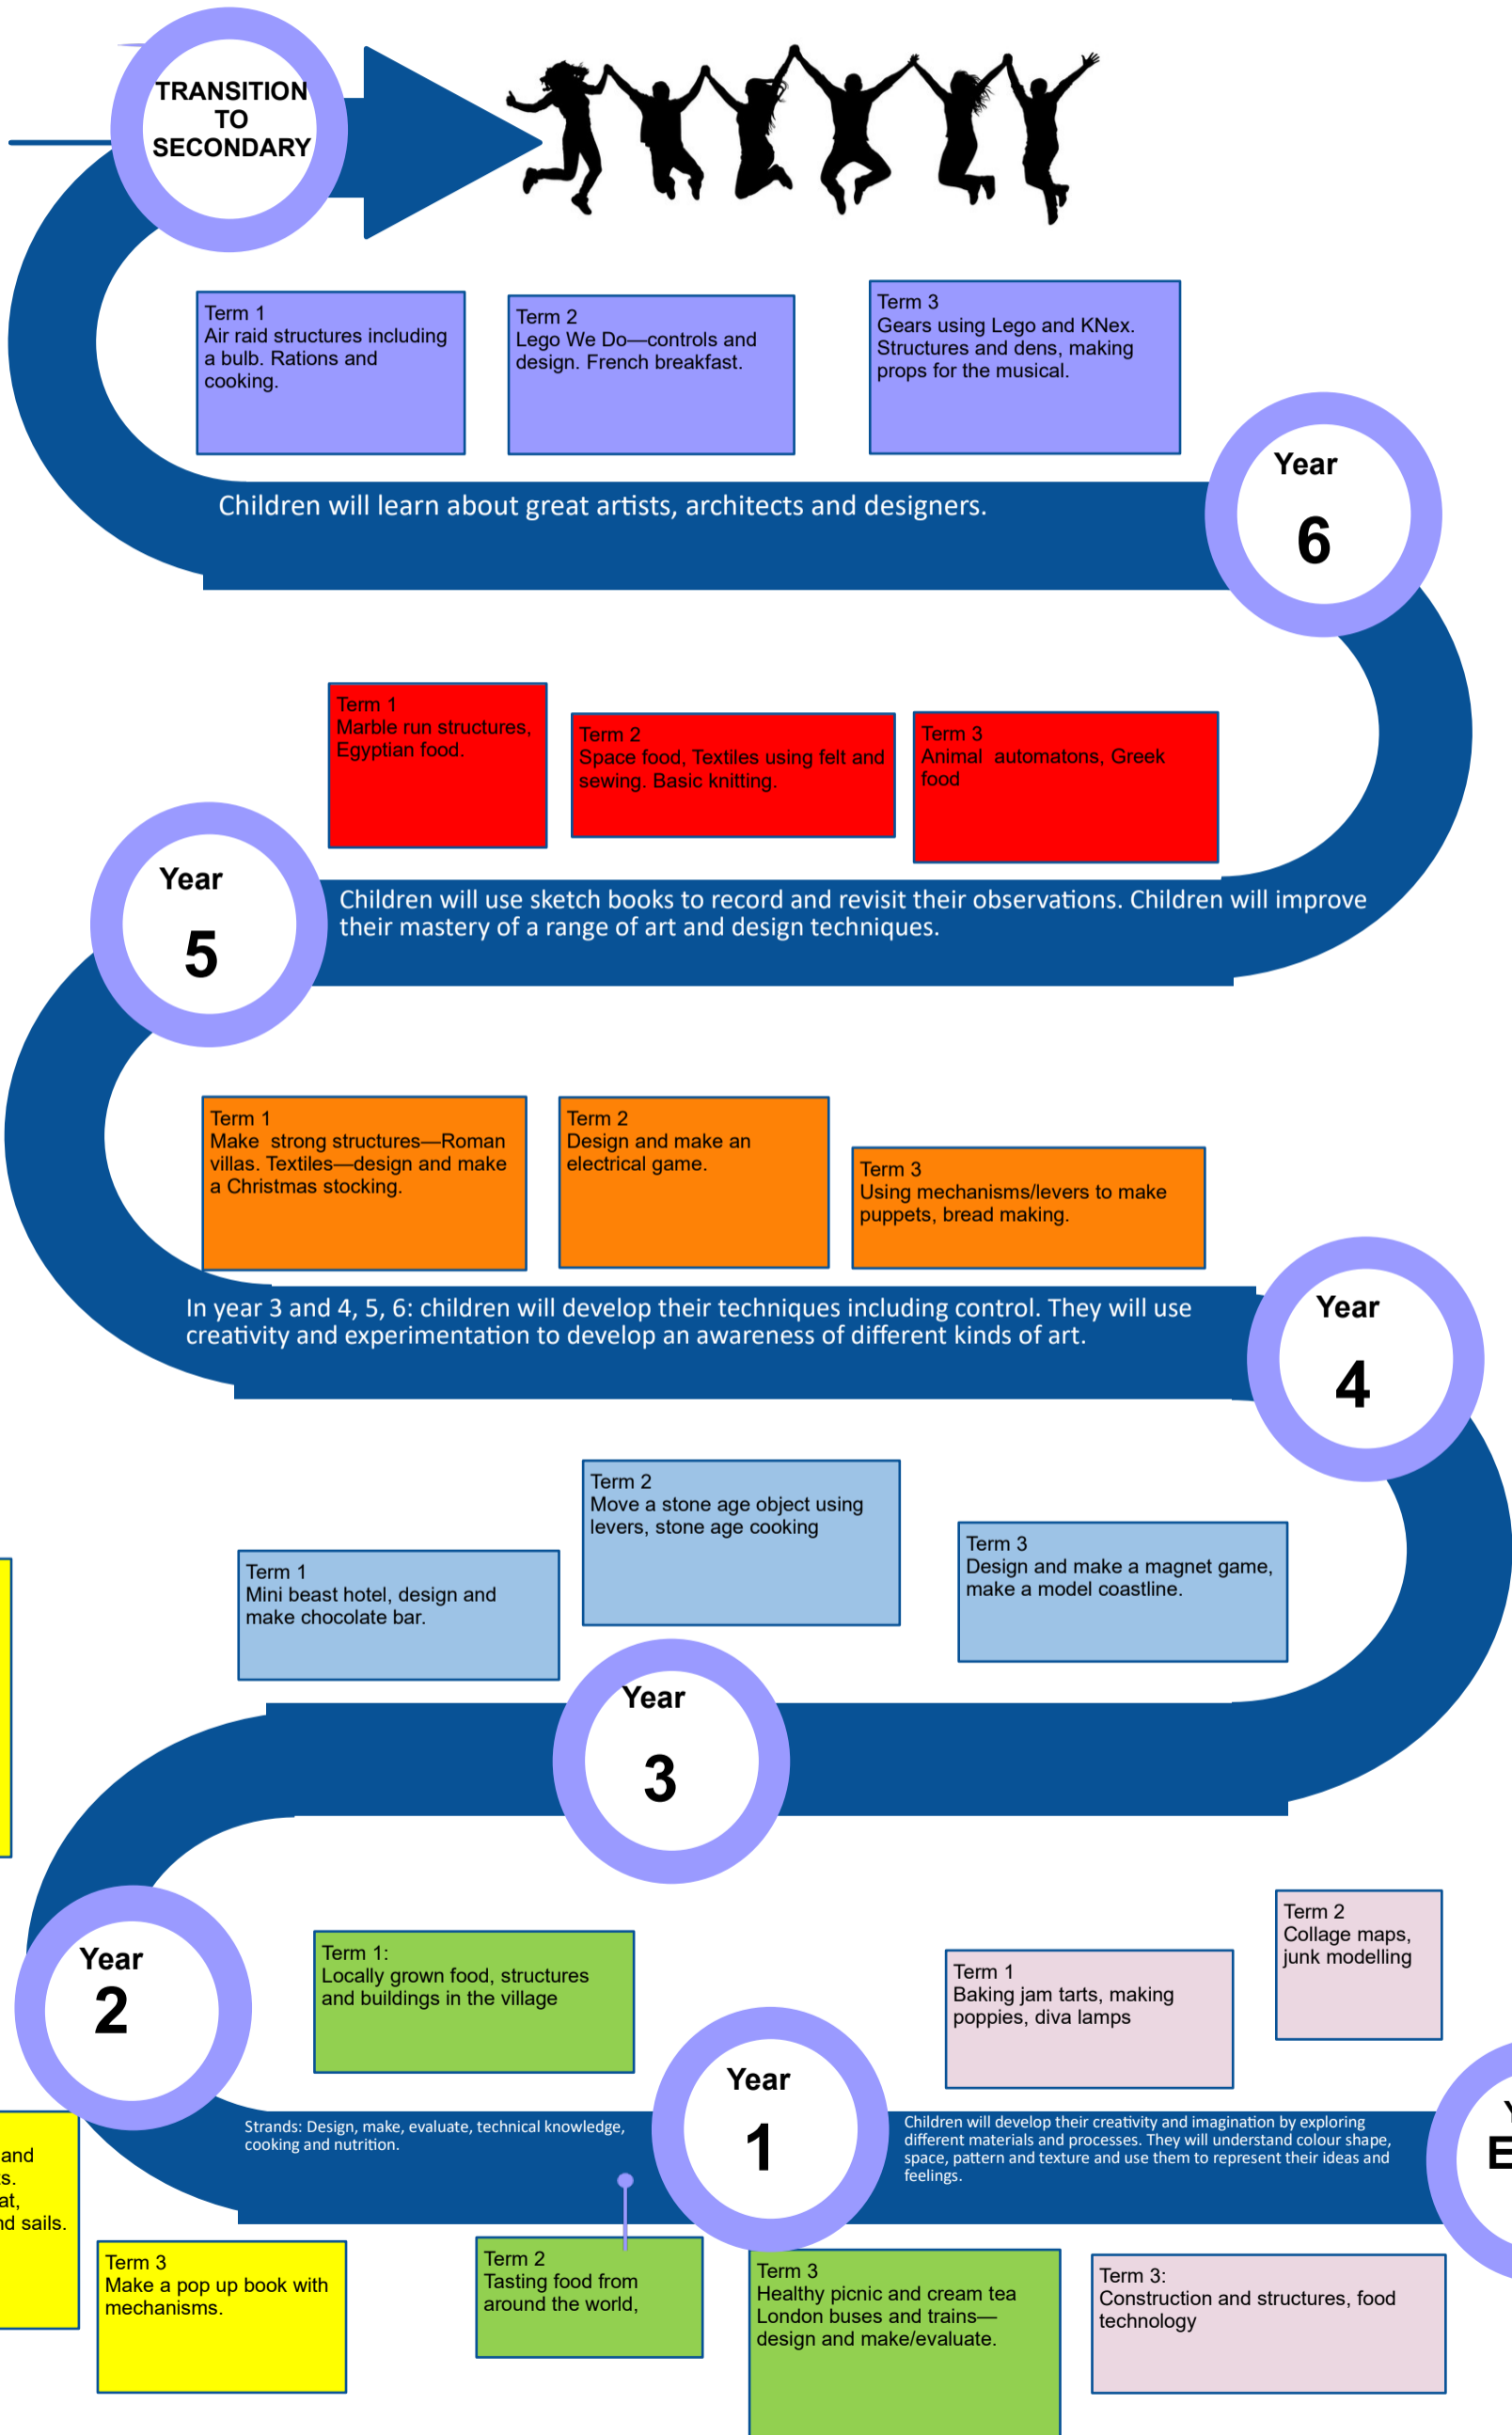 TRANSITION
TO
SECONDARY
Term 1
Air raid structures including
a bulb. Rations and
cooking.
Term 2
Lego We Do—controls and
design. French breakfast.
Term 3
Gears using Lego and KNex.
Structures and dens, making
props for the musical.
Year
6
Children will learn about great artists, architects and designers.
Term 1
Marble run structures,
Egyptian food.
Term 2
Space food, Textiles using felt and
sewing. Basic knitting.
Term 3
Animal  automatons, Greek
food
Year
5
Children will use sketch books to record and revisit their observations. Children will improve
their mastery of a range of art and design techniques.
Term 1
Make  strong structures—Roman
villas. Textiles—design and make
a Christmas stocking.
Term 2
Design and make an
electrical game.
Term 3
Using mechanisms/levers to make
puppets, bread making.
In year 3 and 4, 5, 6: children will develop their techniques including control. They will use
creativity and experimentation to develop an awareness of different kinds of art.
Year
4
Term 1
Mini beast hotel, design and
make chocolate bar.
Term 2
Move a stone age object using
levers, stone age cooking
Term 3
Design and make a magnet game,
make a model coastline.
Year
3
Year
2
Term 1:
Locally grown food, structures
and buildings in the village
Term 1
Baking jam tarts, making
poppies, diva lamps
Term 2
Collage maps,
junk modelling
Year
1
Strands: Design, make, evaluate, technical knowledge,
cooking and nutrition.
Children will develop their creativity and imagination by exploring
different materials and processes. They will understand colour shape,
space, pattern and texture and use them to represent their ideas and
feelings.
and
sails.
Term 3
Make a pop up book with
mechanisms.
Term 2
Tasting food from
around the world,
Term 3
Healthy picnic and cream tea
London buses and trains—
design and make/evaluate.
Term 3:
Construction and structures, food
technology